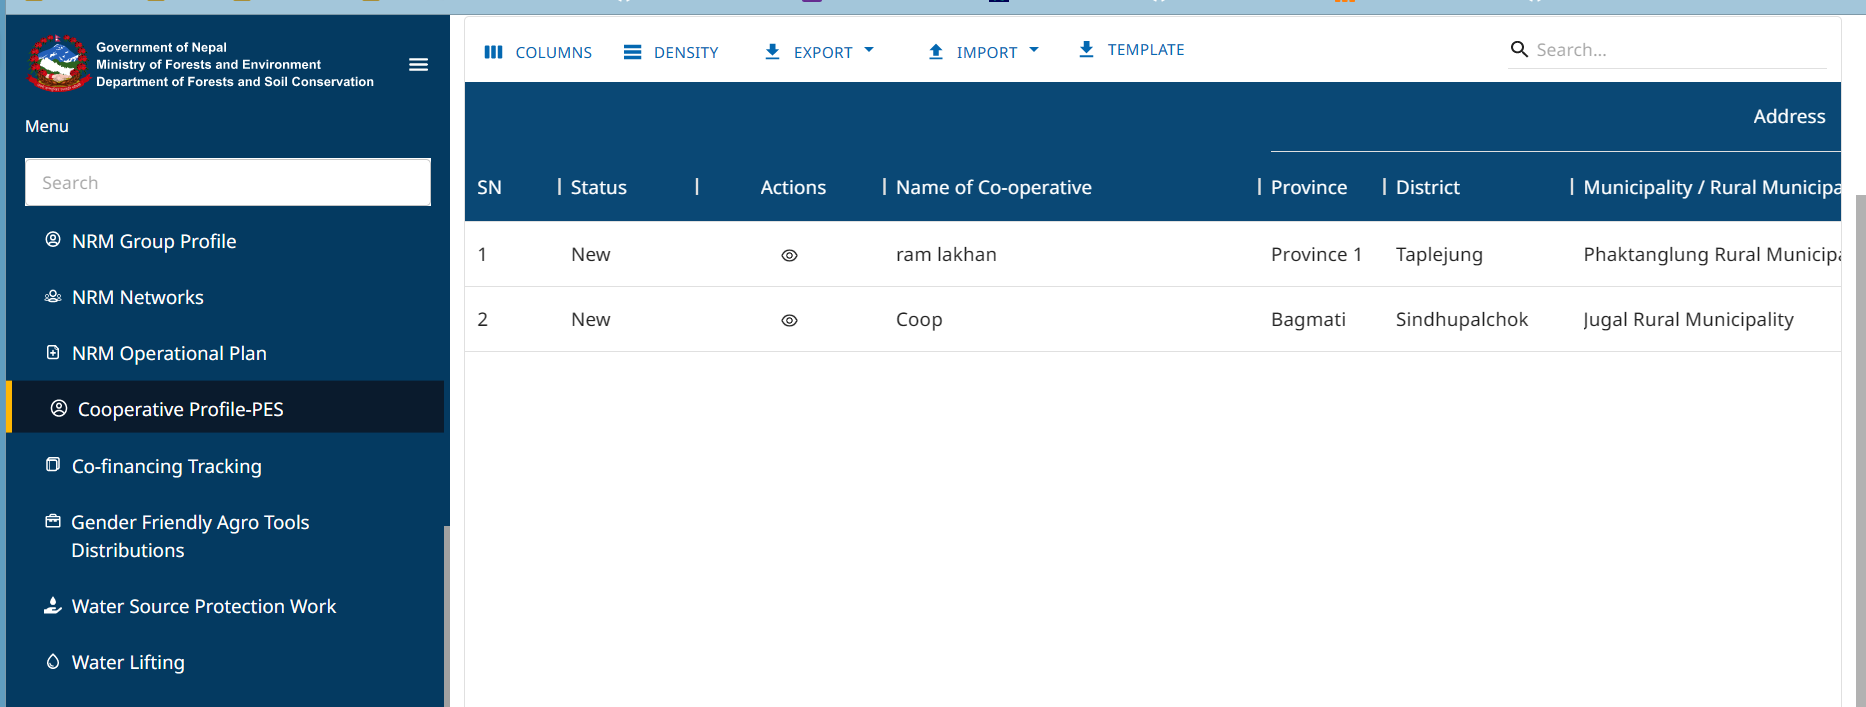 Government of Nepal
Ministry of Forests and Environment
Department of Forests and Soil Conservation
Menu
Search
NRM Group Profile
NRM Networks
NRM Operational Plan
Cooperative Profile-PES
Co-financing Tracking
Gender Friendly Agro Tools
Distributions
Water Source Protection Work
Water Lifting
COLUMNS DENSITY EXPORT IMPORT TEMPLATE Search...
Address
SN Status Actions Name of Co-operative Province District Municipality / Rural Municipa
1 New ram lakhan Province 1 Taplejung Phaktanglung Rural Municipa
2 New Coop Bagmati Sindhupalchok Jugal Rural Municipality